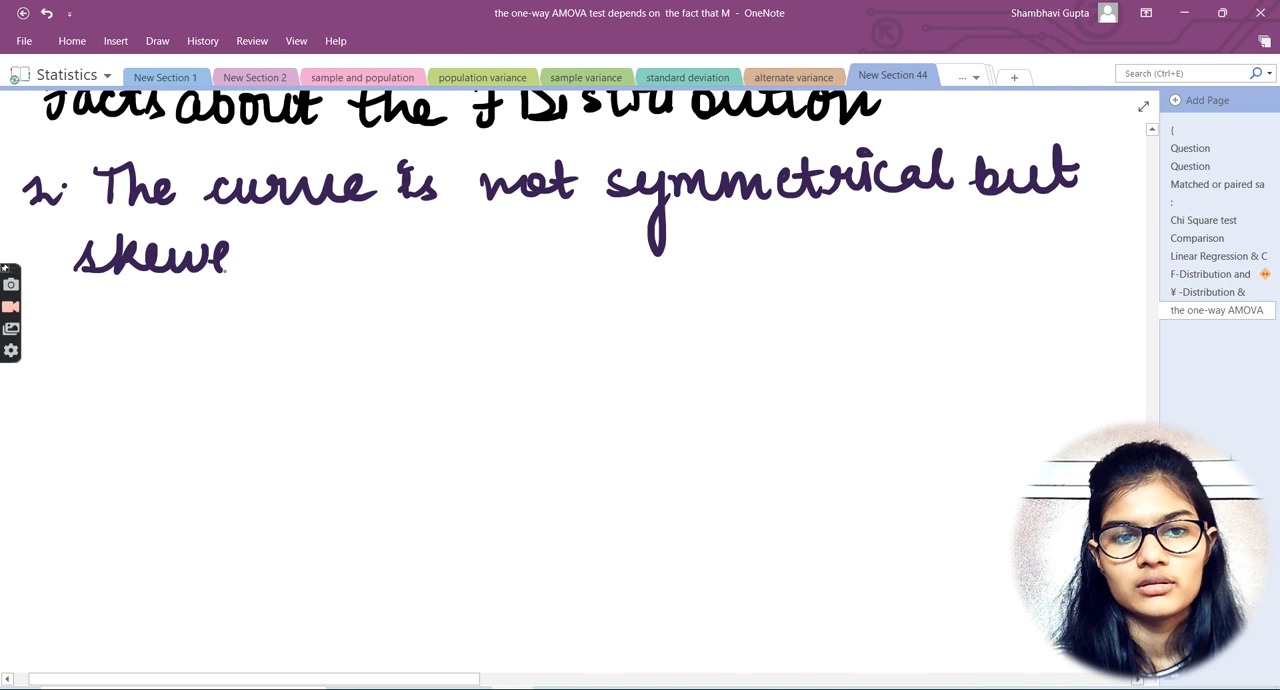 the one-way AMOVA test depends on the fact that M - OneNote
Shambhavi Gupta
File Home Insert Draw History Review View Help
Statistics
New Section 1 New Section 2 sample and population population variance sample variance standard deviation alternate variance New Section 44 ... +
Search (Ctrl+E)
Add Page
{
Question
Question
Matched or paired sa
:
Chi Square test
Comparison
Linear Regression & C
F-Distribution and
¥ -Distribution &
the one-way AMOVA
Facts about the F Distribution
1. The curve is not symmetrical but
skewe